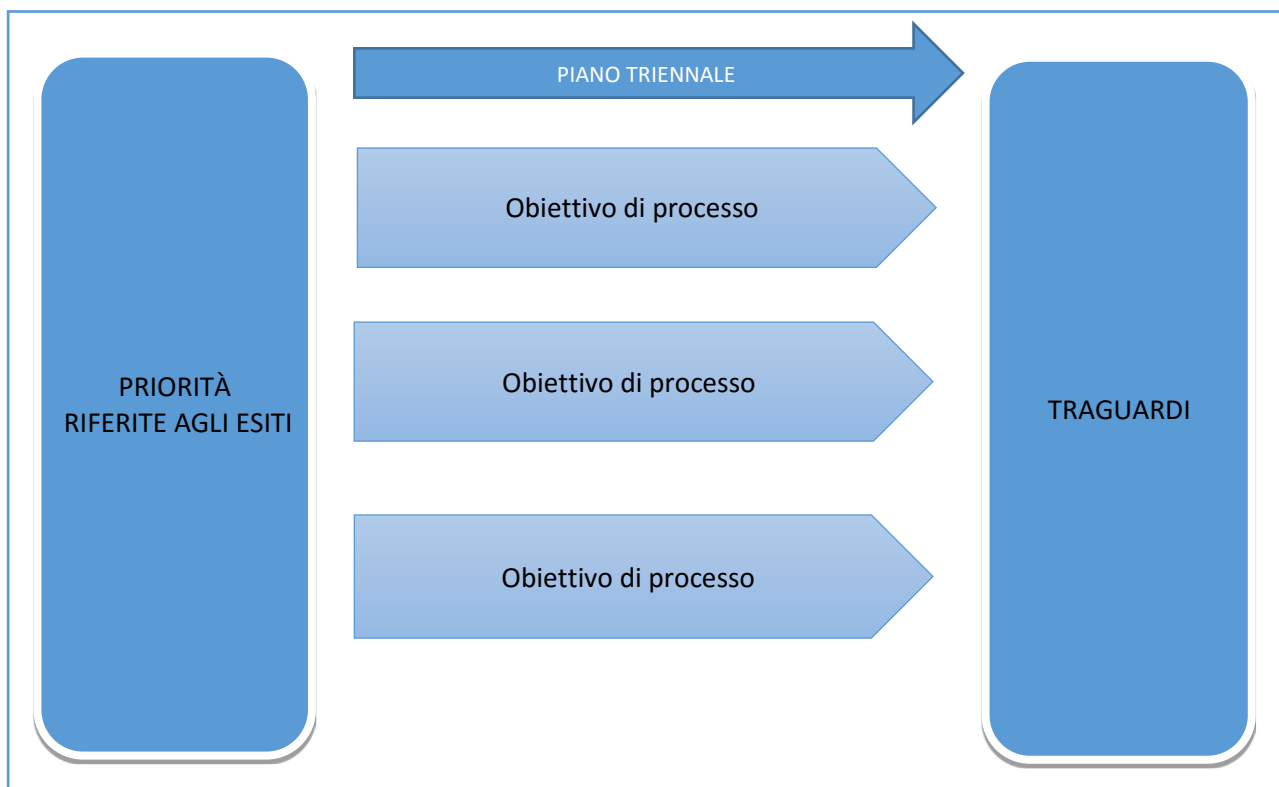 PIANO TRIENNALE
Obiettivo di processo
Obiettivo di processo
Obiettivo di processo
PRIORITÀ
RIFERITE AGLI ESITI
TRAGUARDI